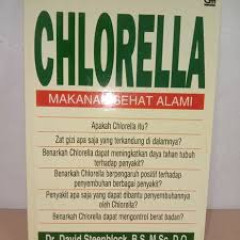 CHLORELLA
MAKANAN SEHAT ALAMI
Apakah Chlorella itu?
Zat gizi apa saja yang terkandung di dalamnya?
Benarkah Chlorella dapat meningkatkan daya tahan tubuh
terhadap penyakit?
Benarkah Chlorella berpengaruh positif terhadap
penyembuhan berbagai penyakit?
Penyakit apa saja yang dapat dibantu penyembuhannya
oleh Chlorella?
Benarkah Chlorella dapat mengontrol berat badan?
Dr. David Steenblock, B.S, M.Sc, D.O